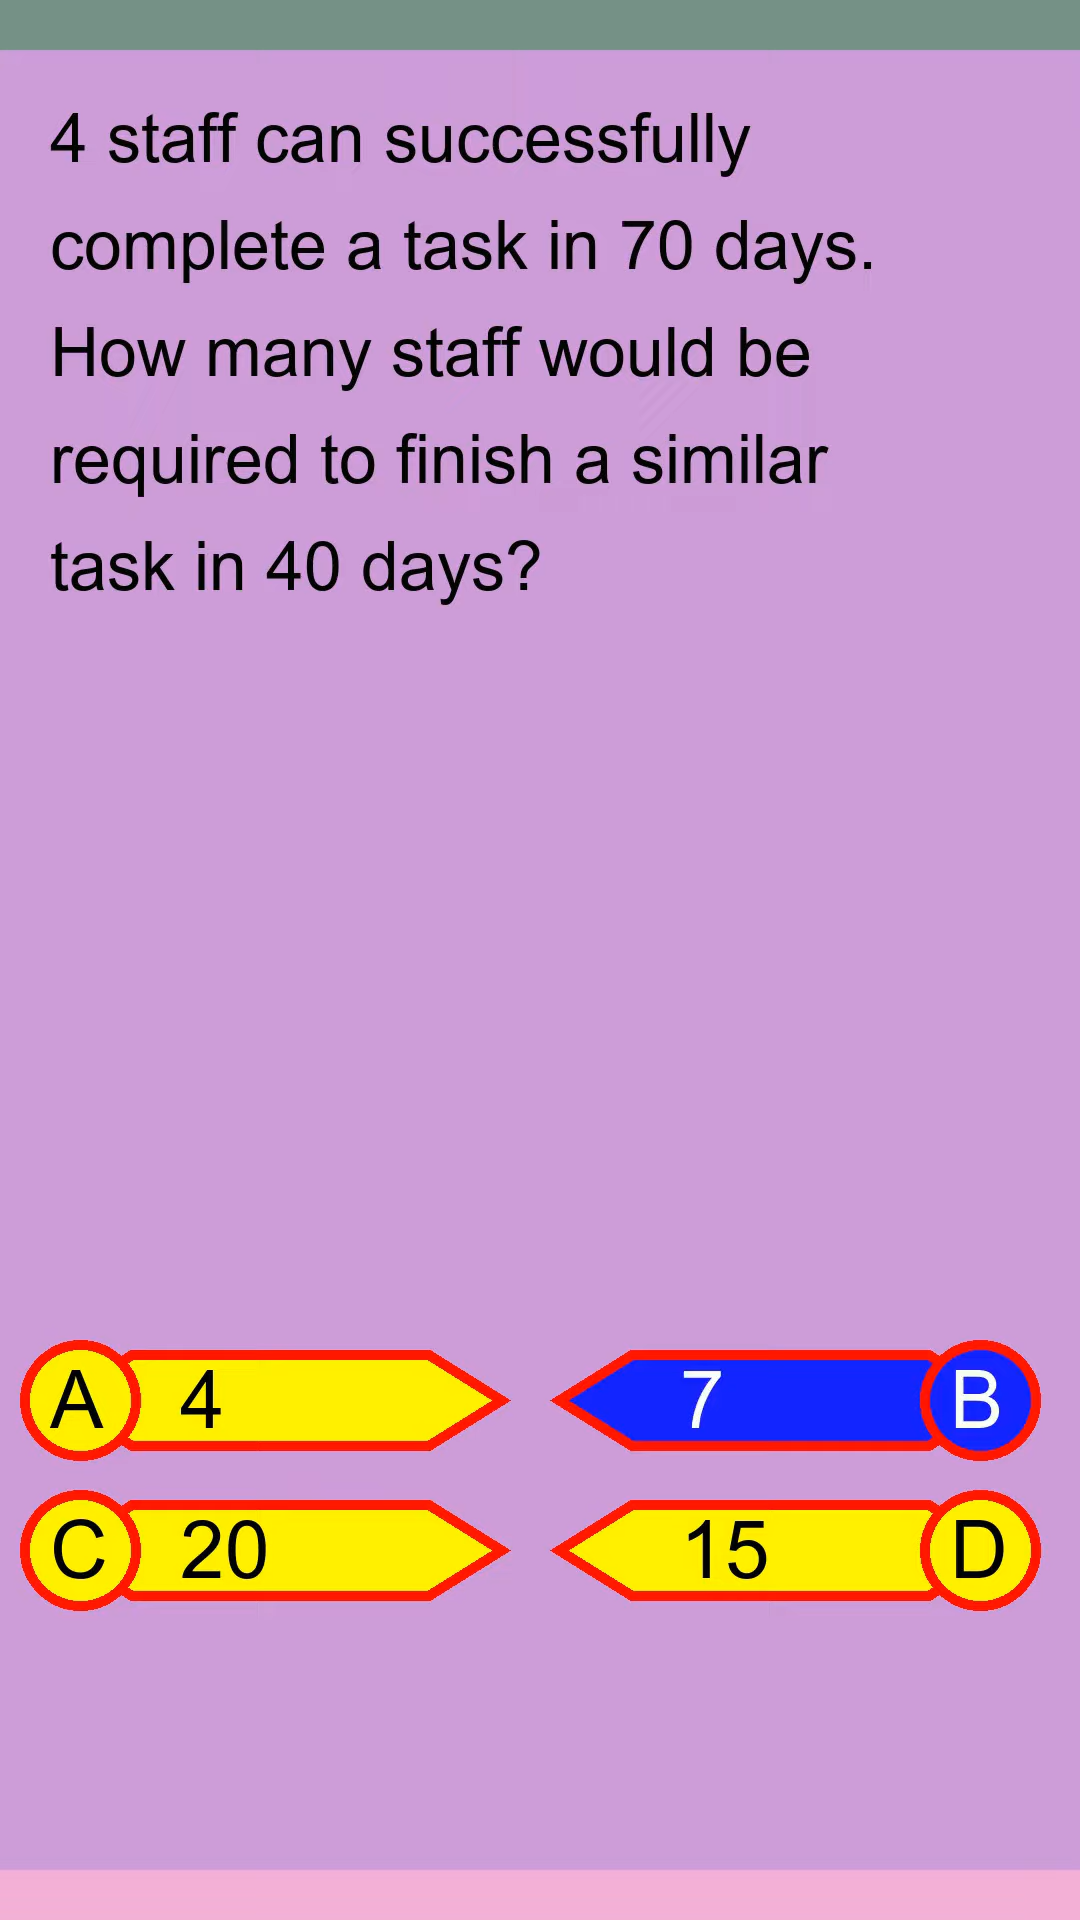 4 staff can successfully
complete a task in 70 days.
How many staff would be
required to finish a similar
task in 40 days?
A 4
7 B
C 20
15 D